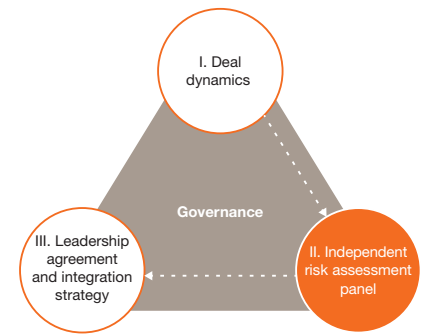 I. Deal
dynamics
Governance
III. Leadership
agreement
and integration
strategy
II. Independent
risk assessment
panel